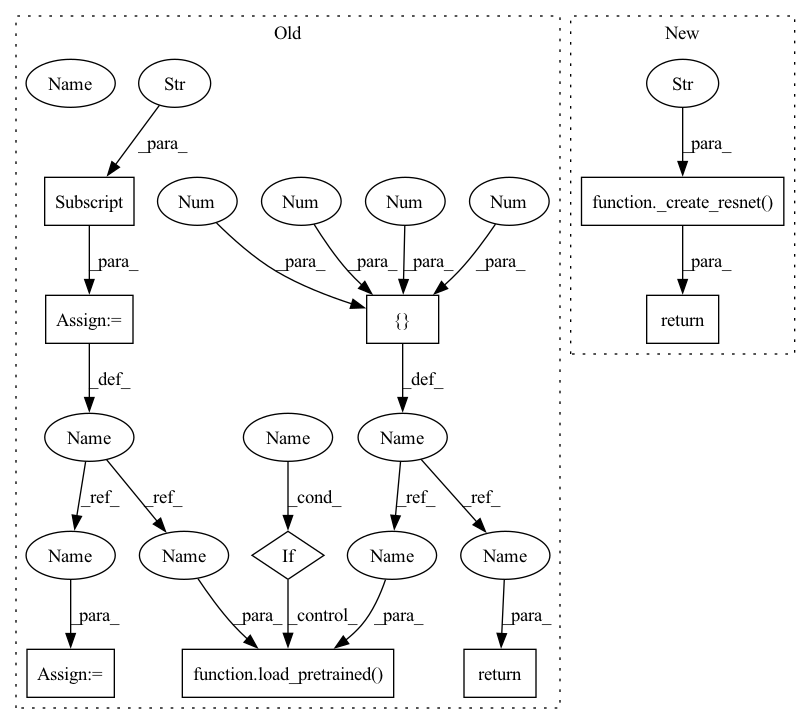 Old
New
Name
Str
Str
_para_
_para_
Subscript
Num
Num
Num
Num
function._create_resnet()
_para_
_para_
_para_
_para_
_para_
_para_
Assign:=
{}
return
_def_
_def_
Name
Name
Name
_ref_
_ref_
_cond_
_ref_
_ref_
Name
Name
If
Name
Name
_para_
_para_
_control_
_para_
_para_
Assign:=
function.load_pretrained()
return